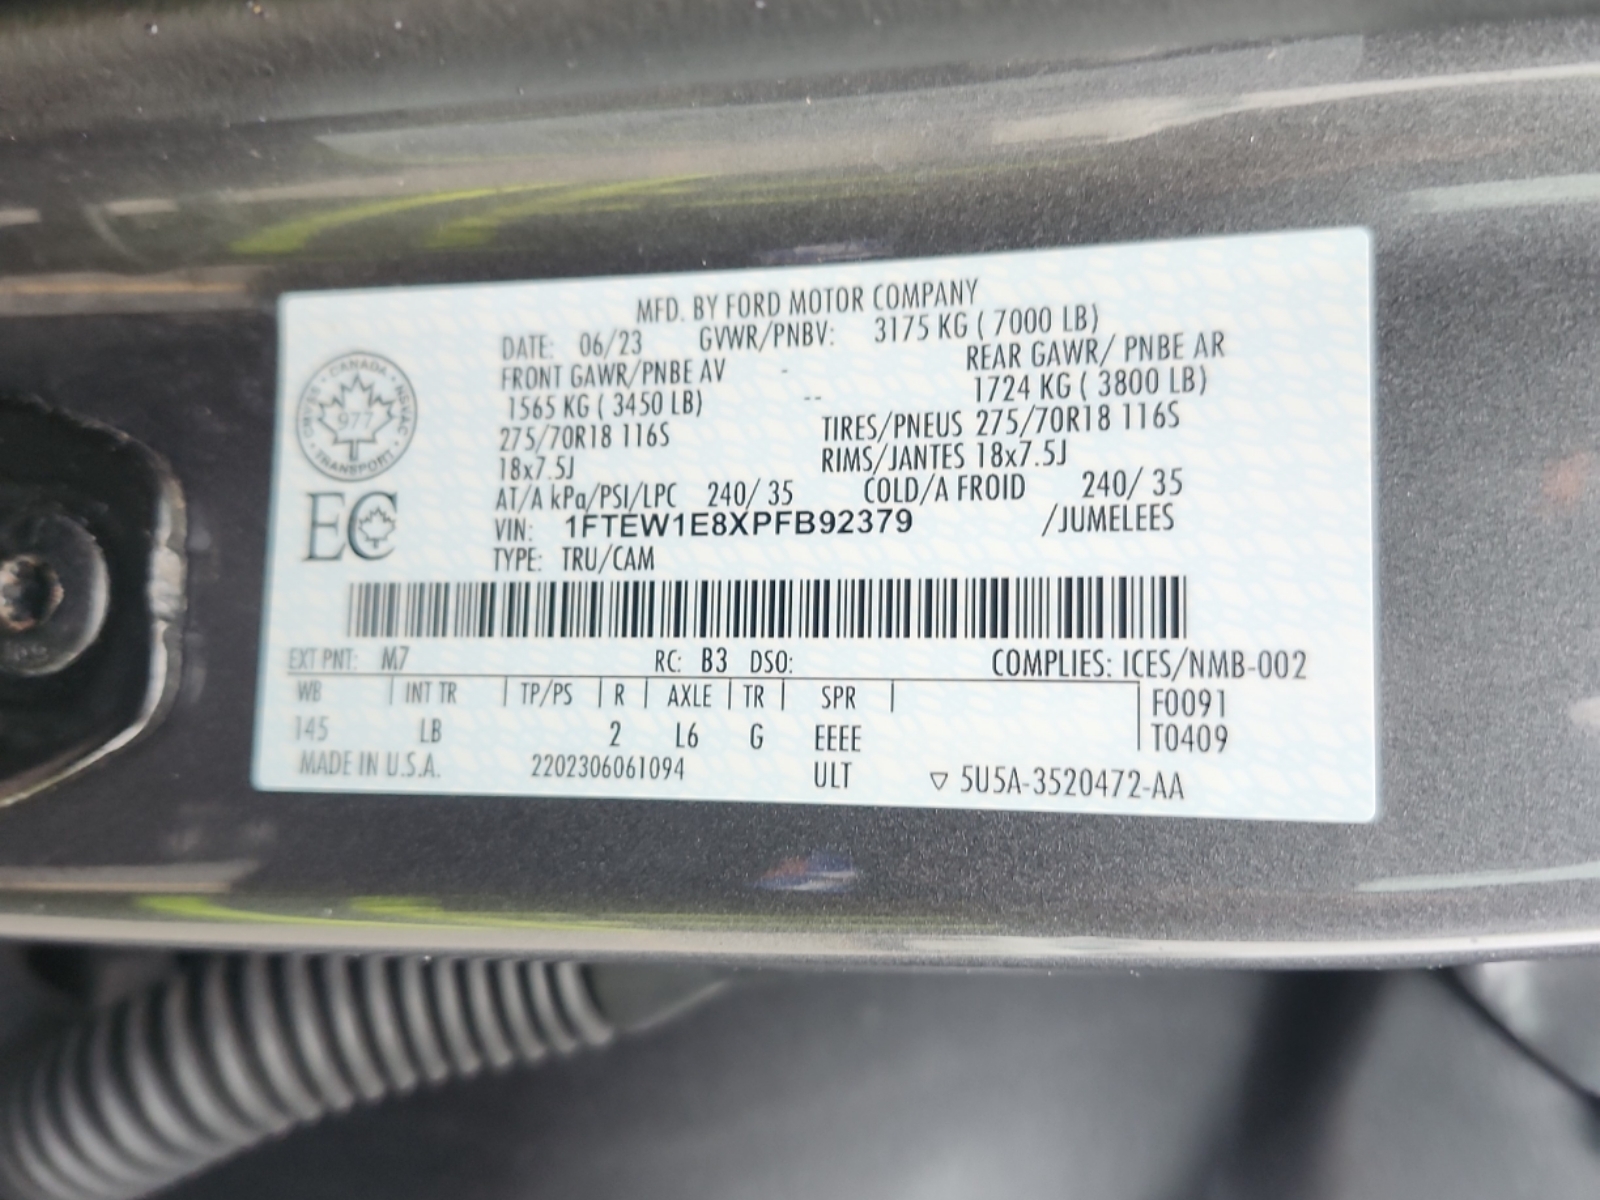 MFD. BY FORD MOTOR COMPANY
DATE: 06/23 GVWR/PNBV: 3175 KG ( 7000 LB)
FRONT GAWR/PNBE AV - REAR GAWR/ PNBE AR
1565 KG ( 3450 LB) -- 1724 KG ( 3800 LB)
275/70R18 116S TIRES/PNEUS 275/70R18 116S
18x7.5J RIMS/JANTES 18x7.5J
AT/A kPa/PSI/LPC 240/ 35 COLD/A FROID 240/ 35
VIN: 1FTEW1E8XPFB92379 /JUMELEES
TYPE: TRU/CAM
CANADA
977
TRANSPORT
EC
EXT PNT: M7 RC: B3 DSO: COMPLIES: ICES/NMB-002
WB | INT TR | TP/PS | R | AXLE | TR | SPR | F0091
145 LB 2 L6 G EEEE T0409
MADE IN U.S.A. 2202306061094 ULT ▽ 5U5A-3520472-AA